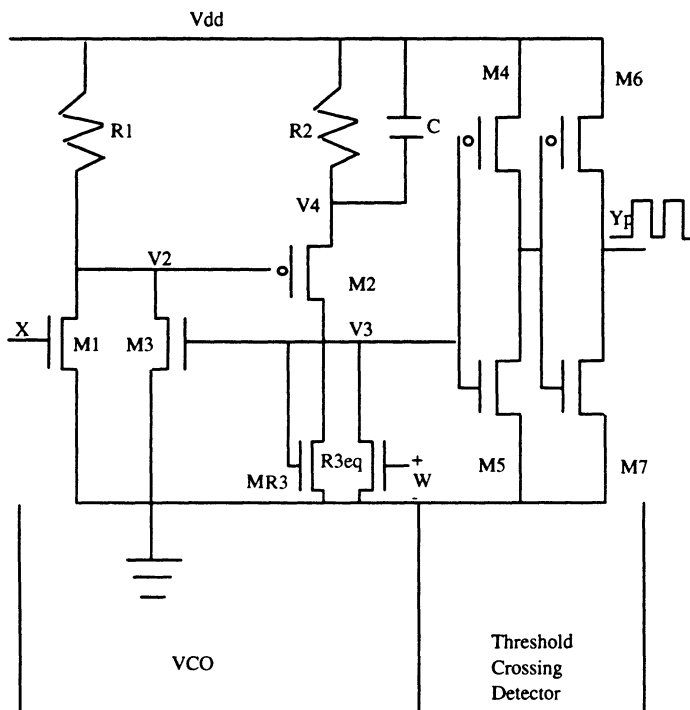 Vdd
M4
M6
R1
R2
C
V4
Yp
V2
M2
X
M1
M3
V3
R3eq
+
W
-
MR3
M5
M7
VCO
Threshold
Crossing
Detector